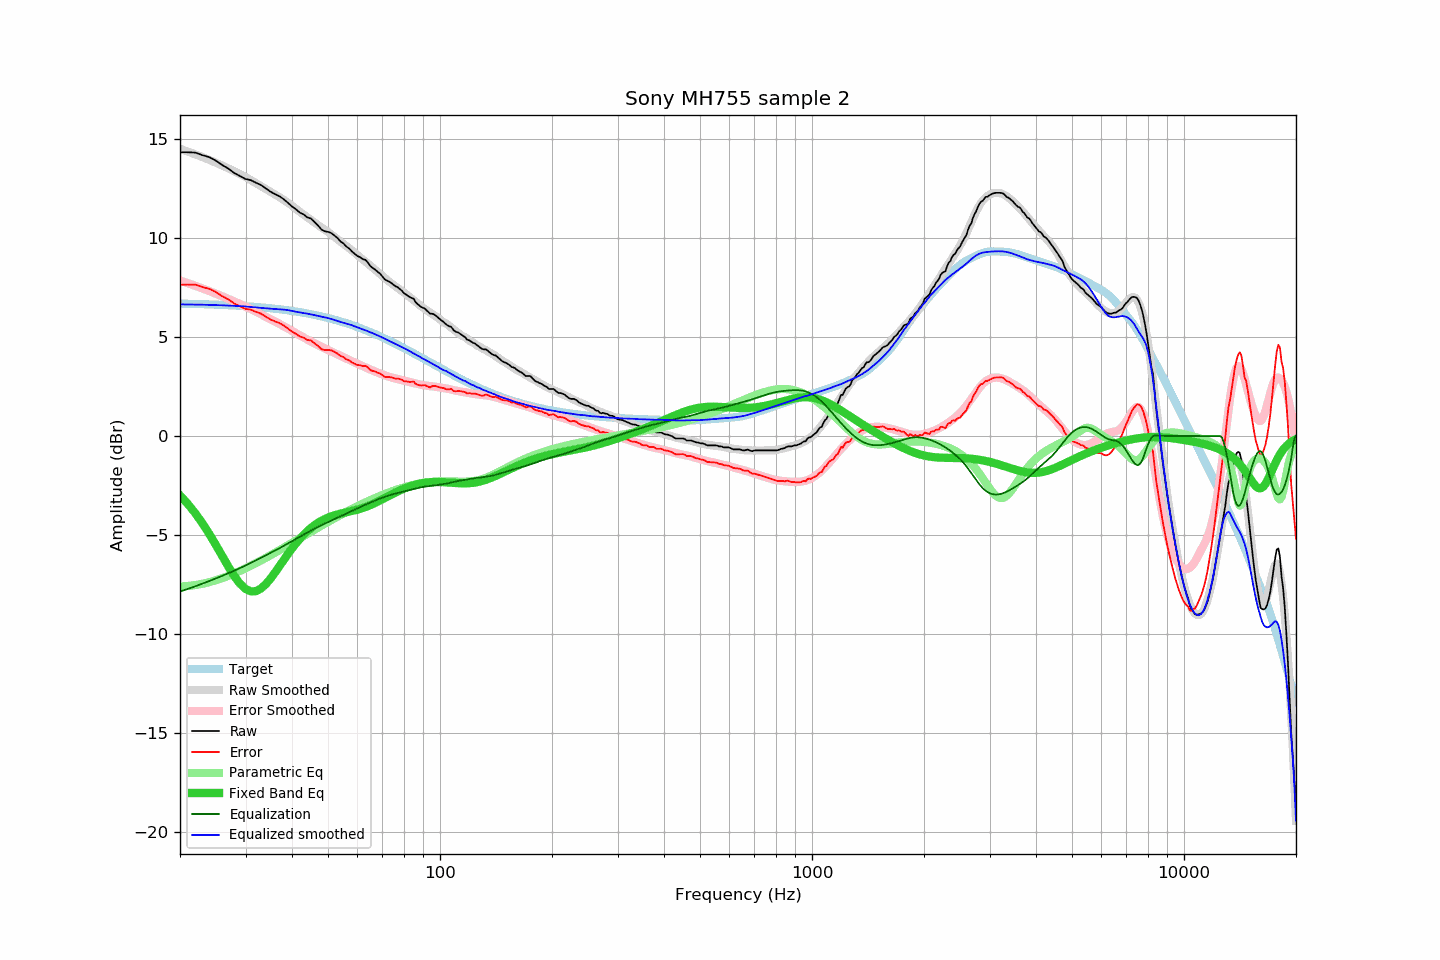 Sony MH755 sample 2
15
10
5
0
−5
−10
−15
−20
Amplitude (dBr)
Target
Raw Smoothed
Error Smoothed
Raw
Error
Parametric Eq
Fixed Band Eq
Equalization
Equalized smoothed
100
1000
10000
Frequency (Hz)